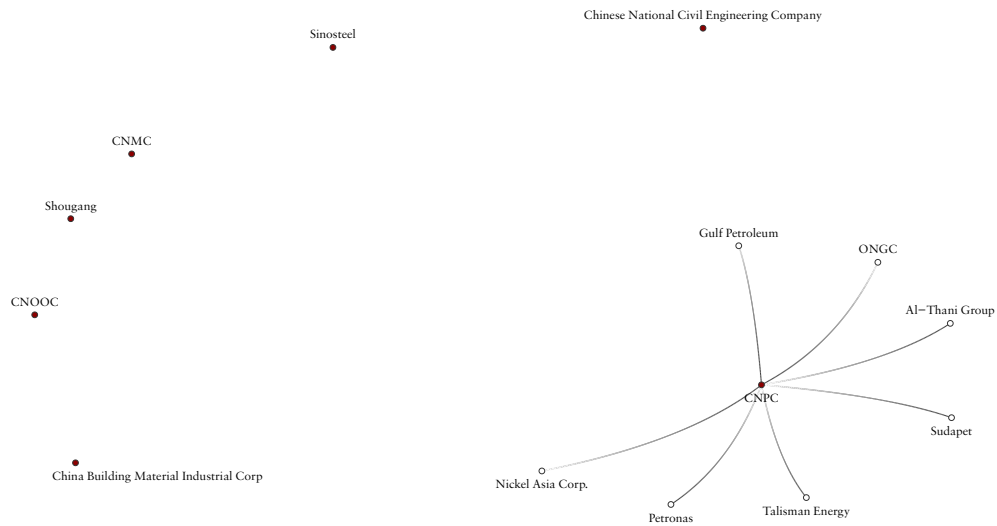 Chinese National Civil Engineering Company
Sinosteel
CNMC
Shougang
Gulf Petroleum
ONGC
CNOOC
Al-Thani Group
CNPC
Sudapet
China Building Material Industrial Corp
Nickel Asia Corp.
Talisman Energy
Petronas